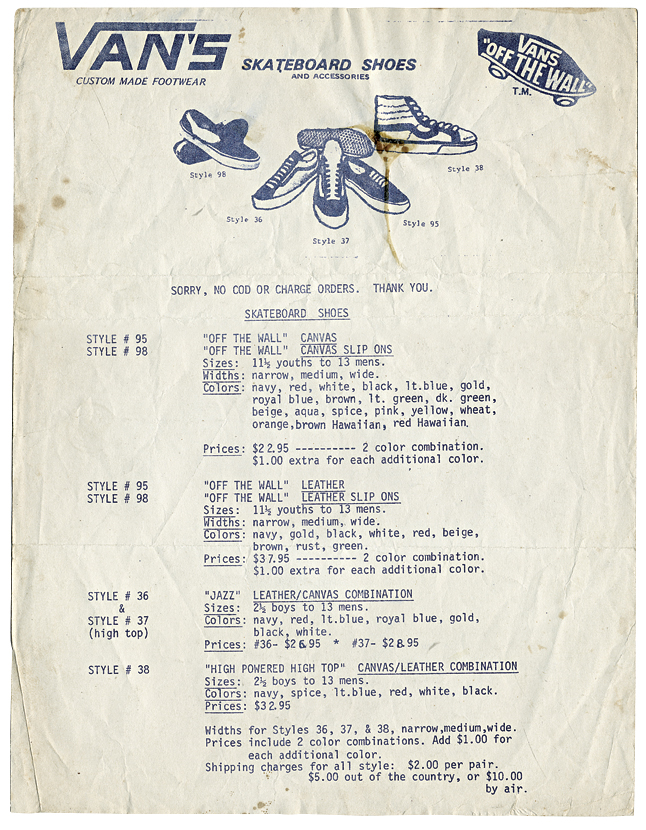 VAN'S
CUSTOM MADE FOOTWEAR
SKATEBOARD SHOES
AND ACCESSORIES
VANS
"OFF THE WALL"
T.M.
Style 98
Style 38
Style 36
Style 95
Style 37
SORRY, NO COD OR CHARGE ORDERS. THANK YOU.
SKATEBOARD SHOES
STYLE # 95 "OFF THE WALL" CANVAS
STYLE # 98 "OFF THE WALL" CANVAS SLIP ONS
Sizes: 11½ youths to 13 mens.
Widths: narrow, medium, wide.
Colors: navy, red, white, black, lt.blue, gold,
royal blue, brown, lt. green, dk. green,
beige, aqua, spice, pink, yellow, wheat,
orange,brown Hawaiian, red Hawaiian.
Prices: $22.95 ---------- 2 color combination.
$1.00 extra for each additional color.
STYLE # 95 "OFF THE WALL" LEATHER
STYLE # 98 "OFF THE WALL" LEATHER SLIP ONS
Sizes: 11½ youths to 13 mens.
Widths: narrow, medium, wide.
Colors: navy, gold, black, white, red, beige,
brown, rust, green.
Prices: $37.95 ---------- 2 color combination.
$1.00 extra for each additional color.
STYLE # 36 "JAZZ" LEATHER/CANVAS COMBINATION
& Sizes: 2½ boys to 13 mens.
STYLE # 37 Colors: navy, red, lt.blue, royal blue, gold,
(high top) black, white.
Prices: #36- $26.95 * #37- $28.95
STYLE # 38 "HIGH POWERED HIGH TOP" CANVAS/LEATHER COMBINATION
Sizes: 2½ boys to 13 mens.
Colors: navy, spice, lt.blue, red, white, black.
Prices: $32.95
Widths for Styles 36, 37, & 38, narrow,medium,wide.
Prices include 2 color combinations. Add $1.00 for
each additional color.
Shipping charges for all style: $2.00 per pair.
$5.00 out of the country, or $10.00
by air.